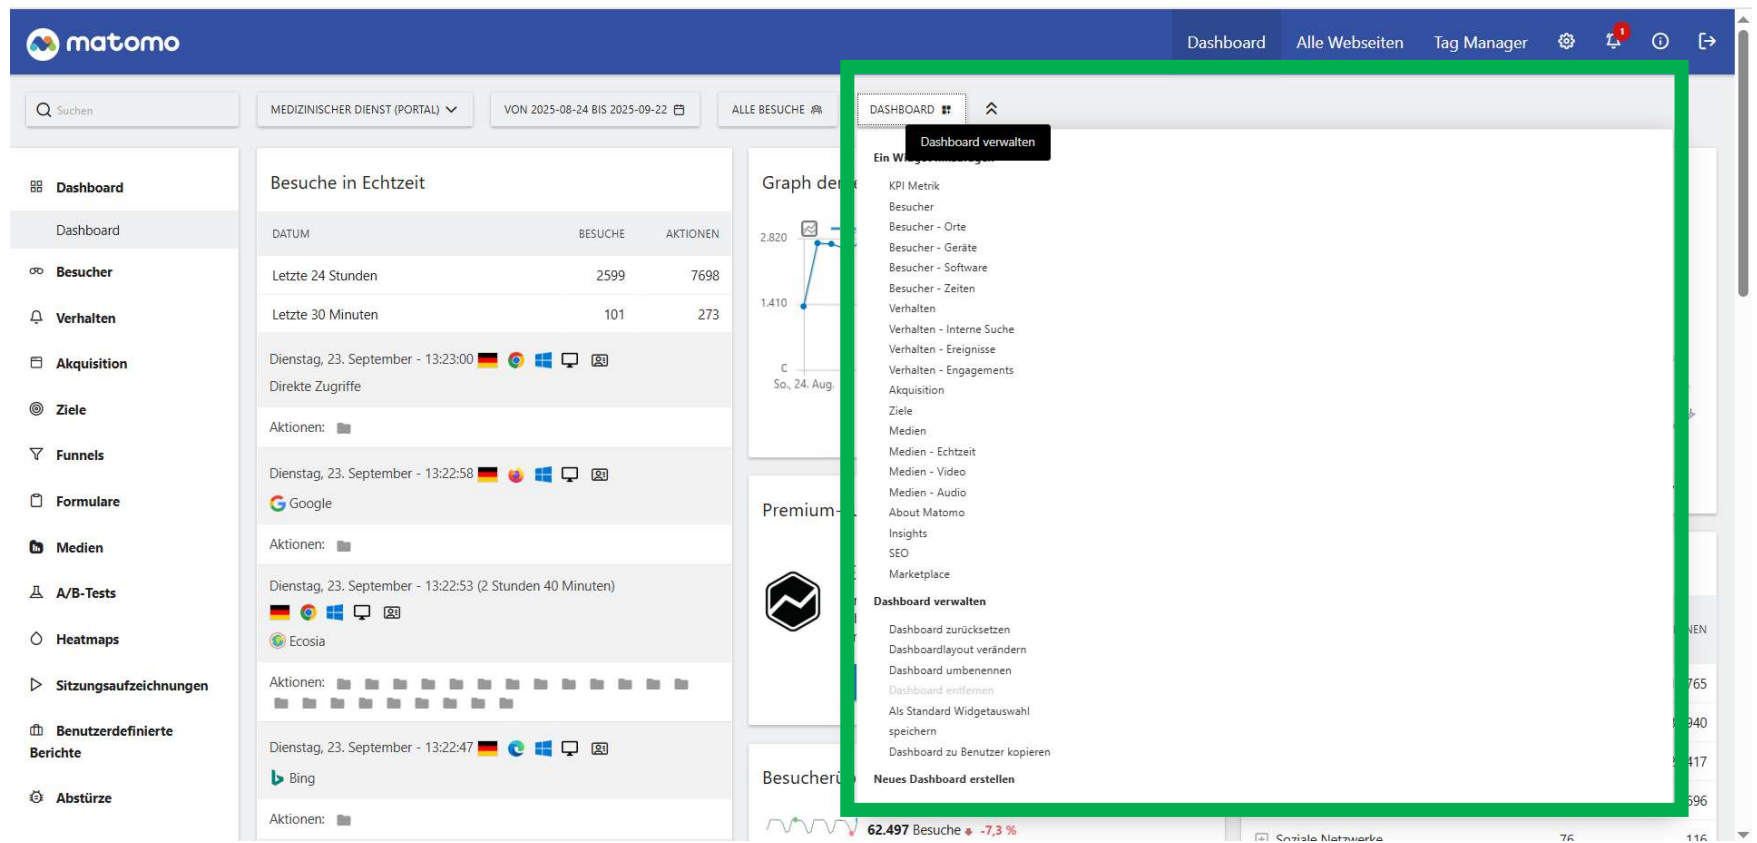 matomo
Dashboard
Alle Webseiten
Tag Manager
1
Suchen
MEDIZINISCHER DIENST (PORTAL)
VON 2025-08-24 BIS 2025-09-22
ALLE BESUCHE
DASHBOARD
Dashboard verwalten
Dashboard
Dashboard
Besucher
Verhalten
Akquisition
Ziele
Funnels
Formulare
Medien
A/B-Tests
Heatmaps
Sitzungsaufzeichnungen
Benutzerdefinierte
Berichte
Abstürze
Besuche in Echtzeit
DATUM BESUCHE AKTIONEN
Letzte 24 Stunden 2599 7698
Letzte 30 Minuten 101 273
Dienstag, 23. September - 13:23:00
Direkte Zugriffe
Aktionen:
Dienstag, 23. September - 13:22:58
Google
Aktionen:
Dienstag, 23. September - 13:22:53 (2 Stunden 40 Minuten)
Ecosia
Aktionen:
Dienstag, 23. September - 13:22:47
Bing
Aktionen:
Graph der
2.820
1.410
So., 24. Aug.
Premium-
Besucher
62.497 Besuche -7,3 %
Ein
KPI Metrik
Besucher
Besucher - Orte
Besucher - Geräte
Besucher - Software
Besucher - Zeiten
Verhalten
Verhalten - Interne Suche
Verhalten - Ereignisse
Verhalten - Engagements
Akquisition
Ziele
Medien
Medien - Echtzeit
Medien - Video
Medien - Audio
About Matomo
Insights
SEO
Marketplace
Dashboard verwalten
Dashboard zurücksetzen
Dashboardlayout verändern
Dashboard umbenennen
Dashboard entfernen
Als Standard Widgetauswahl
speichern
Dashboard zu Benutzer kopieren
Neues Dashboard erstellen
NEN
765
940
417
596
Soziale Netzwerke 76 116